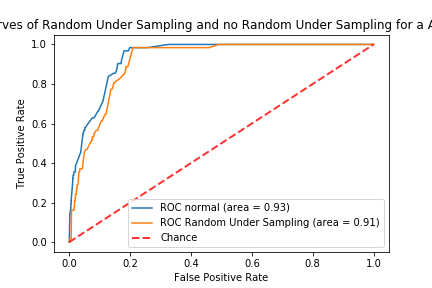 of Random Under Sampling and no Random Under Sampling for a
1.0
0.8
0.6
0.4
0.2
0.0
True Positive Rate
ROC normal (area = 0.93)
ROC Random Under Sampling (area = 0.91)
Chance
0.0 0.2 0.4 0.6 0.8 1.0
False Positive Rate